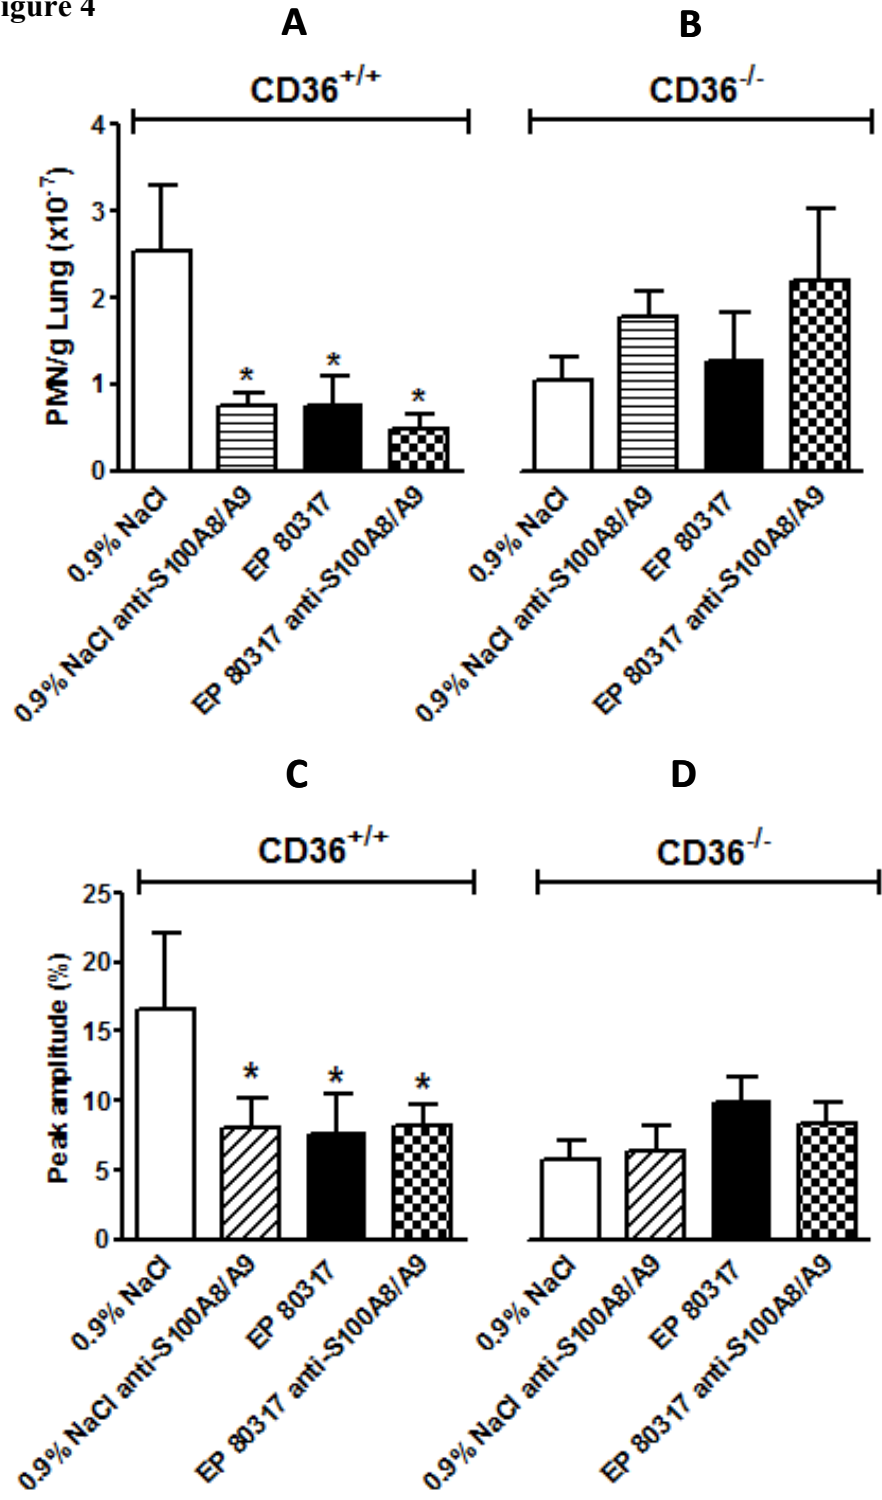 igure 4
A
B
CD36+/+
CD36-/-
PMN/g Lung (x10-7)
4
3
2
1
0
*
*
*
0.9% NaCl
0.9% NaCl anti-S100A8/A9
EP 80317
EP 80317 anti-S100A8/A9
0.9% NaCl
0.9% NaCl anti-S100A8/A9
EP 80317
EP 80317 anti-S100A8/A9
C
D
CD36+/+
CD36-/-
Peak amplitude (%)
25
20
15
10
5
0
*
*
*
0.9% NaCl
0.9% NaCl anti-S100A8/A9
EP 80317
EP 80317 anti-S100A8/A9
0.9% NaCl
0.9% NaCl anti-S100A8/A9
EP 80317
EP 80317 anti-S100A8/A9